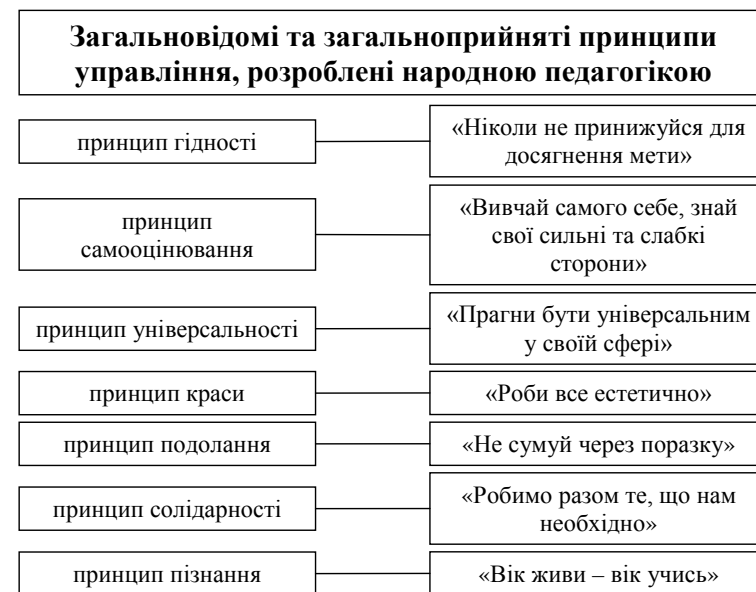 Загальновідомі та загальноприйняті принципи
управління, розроблені народною педагогікою
принцип гідності
«Ніколи не принижуйся для
досягнення мети»
принцип
самооцінювання
«Вивчай самого себе, знай
свої сильні та слабкі
сторони»
принцип універсальності
«Прагни бути універсальним
у своїй сфері»
принцип краси
«Роби все естетично»
принцип подолання
«Не сумуй через поразку»
принцип солідарності
«Робимо разом те, що нам
необхідно»
принцип пізнання
«Вік живи – вік учись»